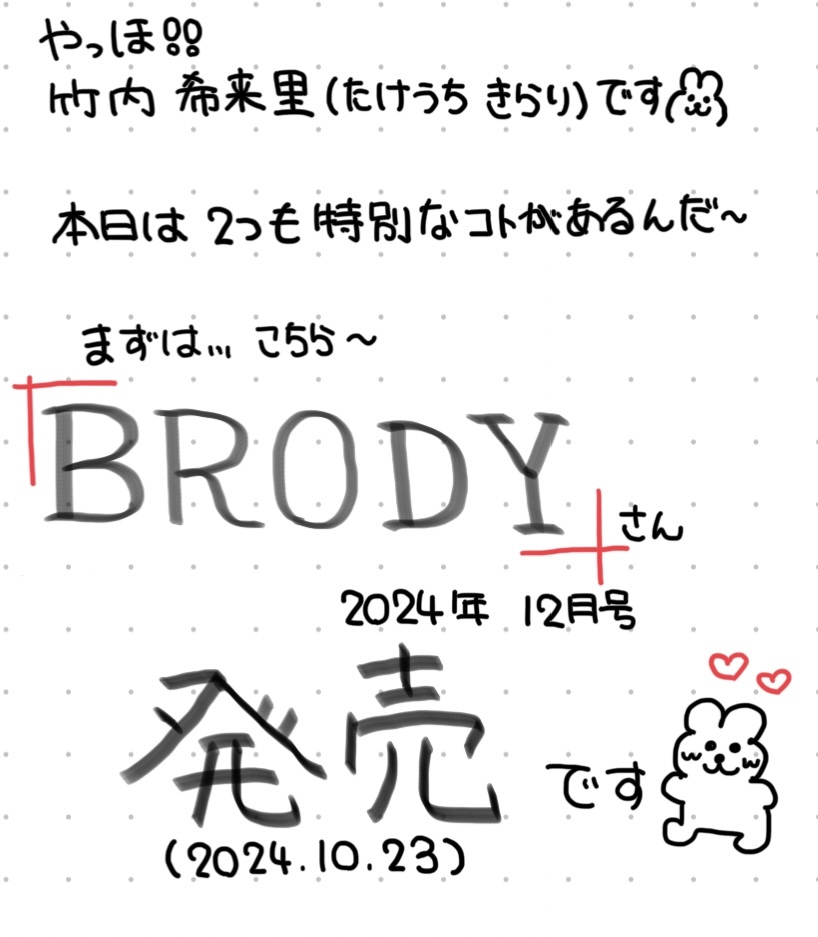 やっほ!!
竹内 希来里(たけうち きらり)です
本日は 2つも特別なコトがあるんだ〜
まずは... こちら〜
BRODY さん
2024年 12月号
発売 です
(2024.10.23)